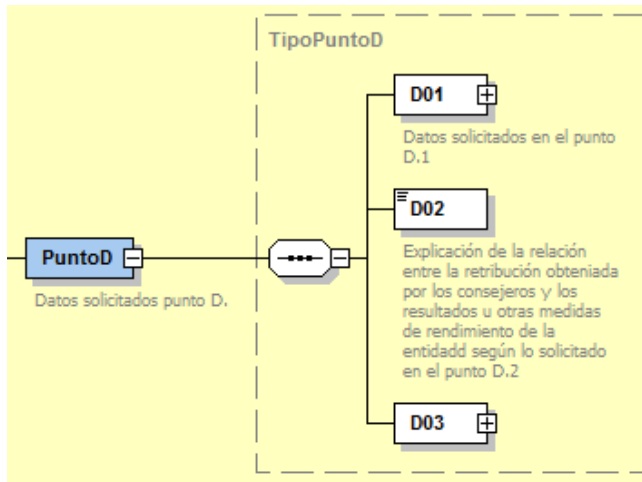 TipoPuntoD
D01
Datos solicitados en el punto
D.1
D02
Explicación de la relación
entre la retribución obteniada
por los consejeros y los
resultados u otras medidas
de rendimiento de la
entidadd según lo solicitado
en el punto D.2
PuntoD
Datos solicitados punto D.
D03